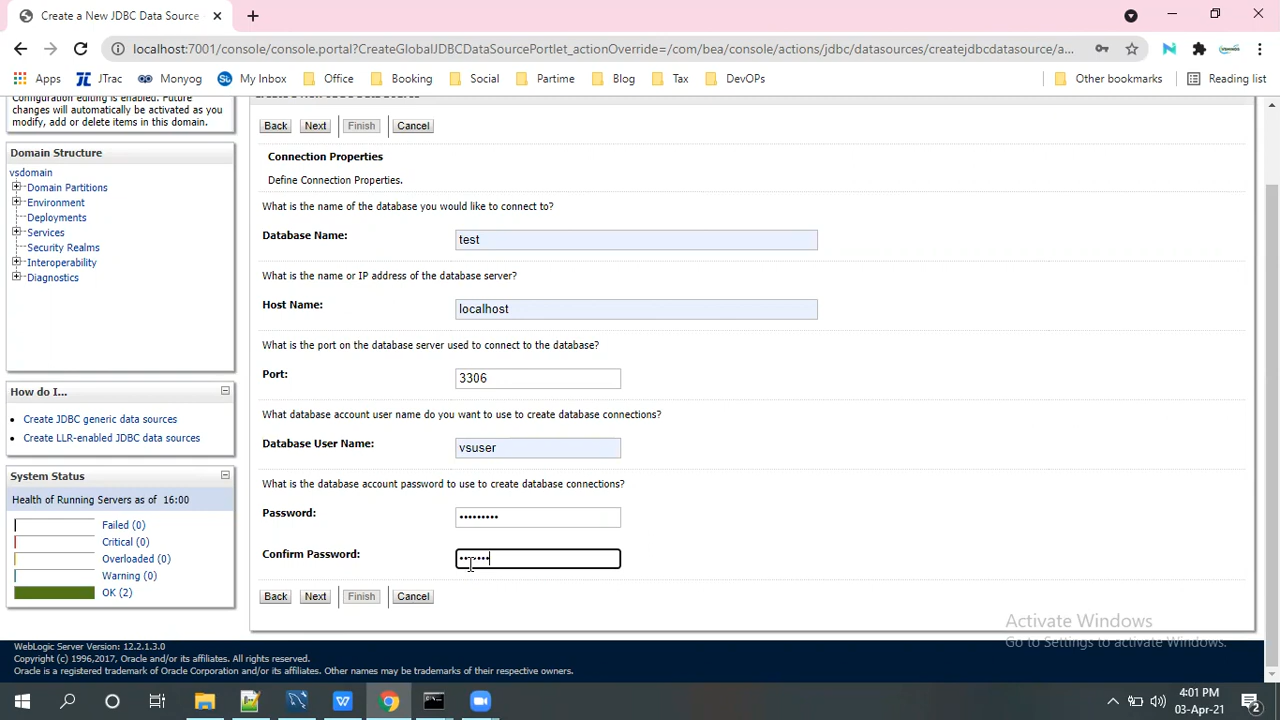 Create a New JDBC Data Source
localhost:7001/console/console.portal?CreateGlobalJDBCDataSourcePortlet_actionOverride=/com/bea/console/actions/jdbc/datasources/createjdbcdatasource/a...
Apps JTrac Monyog My Inbox Office Booking Social Partime Blog Tax DevOps Other bookmarks Reading list
Configuration editing is enabled. Future
changes will automatically be activated as you
modify, add or delete items in this domain.
Domain Structure
vsdomain
Domain Partitions
Environment
Deployments
Services
Security Realms
Interoperability
Diagnostics
How do I...
Create JDBC generic data sources
Create LLR-enabled JDBC data sources
System Status
Health of Running Servers as of 16:00
Failed (0)
Critical (0)
Overloaded (0)
Warning (0)
OK (2)
Create a New JDBC Data Source
Back Next Finish Cancel
Connection Properties
Define Connection Properties.
What is the name of the database you would like to connect to?
Database Name: test
What is the name or IP address of the database server?
Host Name: localhost
What is the port on the database server used to connect to the database?
Port: 3306
What database account user name do you want to use to create database connections?
Database User Name: vsuser
What is the database account password to use to create database connections?
Password: •••••••••
Confirm Password: •••••••
Back Next Finish Cancel
Activate Windows
Go to Settings to activate Windows.
WebLogic Server Version: 12.2.1.3.0
Copyright (c) 1996,2017, Oracle and/or its affiliates. All rights reserved.
Oracle is a registered trademark of Oracle Corporation and/or its affiliates. Other names may be trademarks of their respective owners.
4:01 PM
03-Apr-21
2